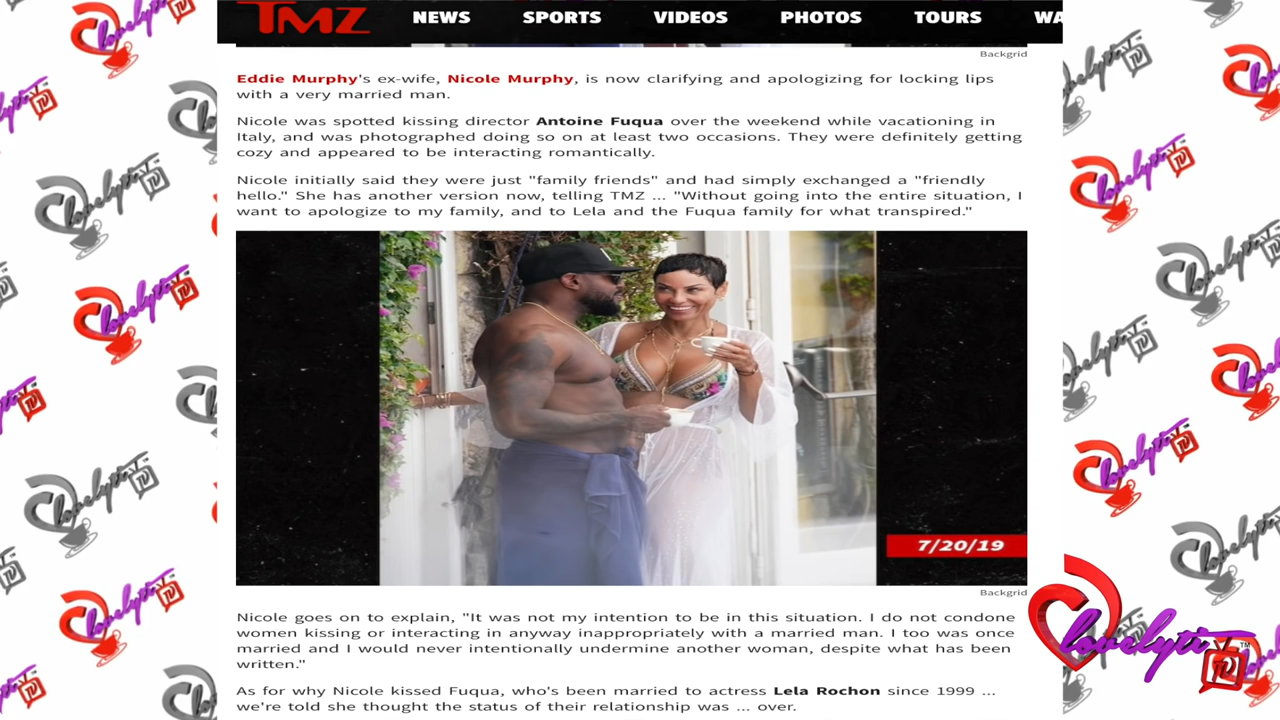 TMZ NEWS SPORTS VIDEOS PHOTOS TOURS WA
Backgrid
Eddie Murphy's ex-wife, Nicole Murphy, is now clarifying and apologizing for locking lips
with a very married man.
Nicole was spotted kissing director Antoine Fuqua over the weekend while vacationing in
Italy, and was photographed doing so on at least two occasions. They were definitely getting
cozy and appeared to be interacting romantically.
Nicole initially said they were just "family friends" and had simply exchanged a "friendly
hello." She has another version now, telling TMZ ... "Without going into the entire situation, I
want to apologize to my family, and to Lela and the Fuqua family for what transpired."
7/20/19
Backgrid
Nicole goes on to explain, "It was not my intention to be in this situation. I do not condone
women kissing or interacting in anyway inappropriately with a married man. I too was once
married and I would never intentionally undermine another woman, despite what has been
written."
As for why Nicole kissed Fuqua, who's been married to actress Lela Rochon since 1999 ...
we're told she thought the status of their relationship was ... over.
lovelyti TV
TM